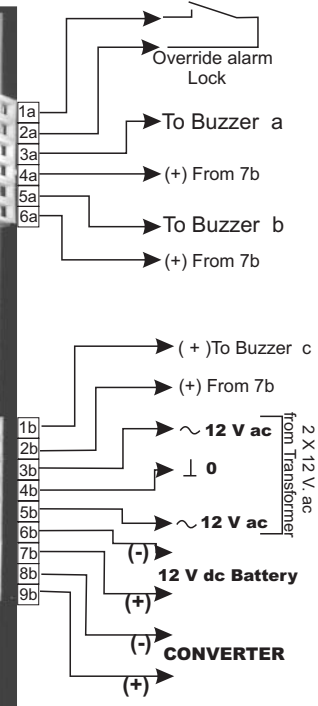 Override alarm
Lock
1a
2a
3a To Buzzer a
4a (+) From 7b
5a To Buzzer b
6a (+) From 7b
1b ( + )To Buzzer c
2b (+) From 7b
3b ~ 12 V ac
4b ⊥ 0
5b ~ 12 V ac
2 X 12 V. ac
from Transformer
6b (-)
12 V dc Battery
7b (+)
8b (-)
CONVERTER
9b (+)